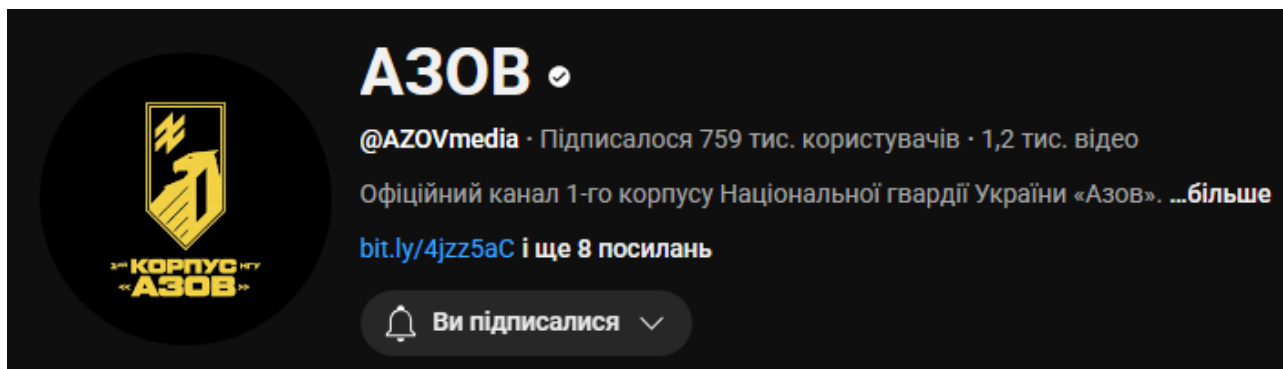 АЗОВ
@AZOVmedia · Підписалося 759 тис. користувачів · 1,2 тис. відео
Офіційний канал 1-го корпусу Національної гвардії України «Азов». ...більше
bit.ly/4jzz5aC і ще 8 посилань
Ви підписалися
КОРПУС НГУ
«АЗОВ»